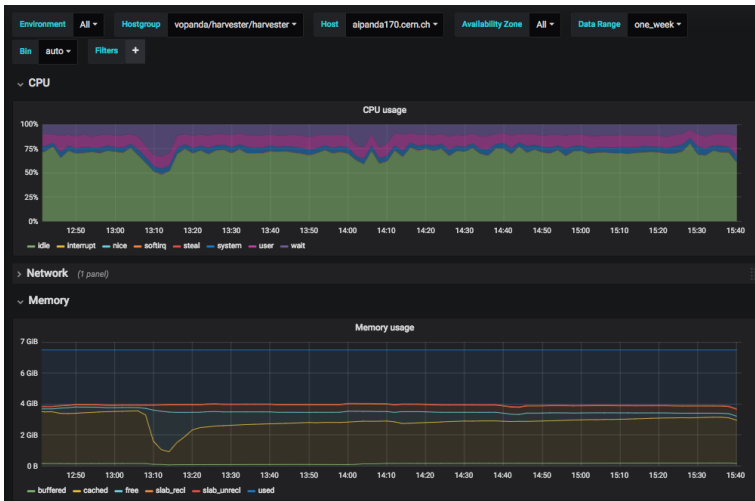 Environment All Hostgroup vopanda/harvester/harvester Host aipanda170.cern.ch Availability Zone All Data Range one_week
Bin auto Filters +
CPU
CPU usage
100%
75%
50%
25%
0%
12:50 13:00 13:10 13:20 13:30 13:40 13:50 14:00 14:10 14:20 14:30 14:40 14:50 15:00 15:10 15:20 15:30 15:40
idle interrupt nice softirq steal system user wait
Network (1 panel)
Memory
Memory usage
7 GiB
6 GiB
4 GiB
2 GiB
0 B
12:50 13:00 13:10 13:20 13:30 13:40 13:50 14:00 14:10 14:20 14:30 14:40 14:50 15:00 15:10 15:20 15:30 15:40
buffered cached free slab_recl slab_unrecl used